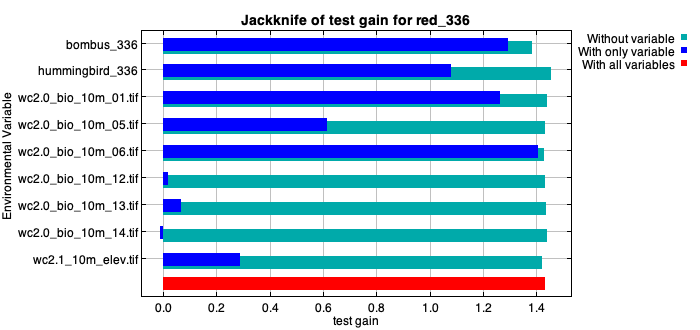 Jackknife of test gain for red_336
Without variable
With only variable
With all variables
Environmental Variable
bombus_336
hummingbird_336
wc2.0_bio_10m_01.tif
wc2.0_bio_10m_05.tif
wc2.0_bio_10m_06.tif
wc2.0_bio_10m_12.tif
wc2.0_bio_10m_13.tif
wc2.0_bio_10m_14.tif
wc2.1_10m_elev.tif
0.0 0.2 0.4 0.6 0.8 1.0 1.2 1.4
test gain